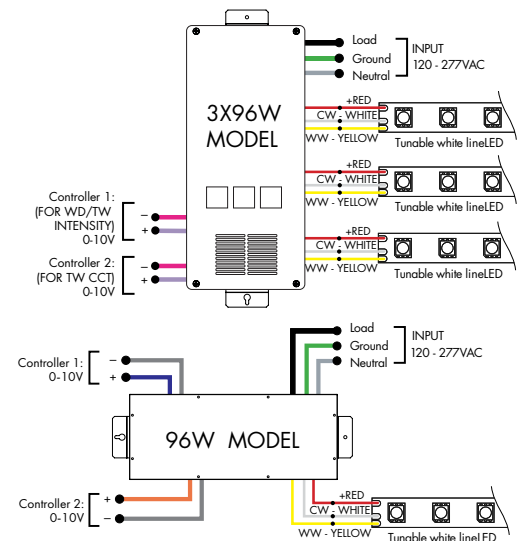 Load
Ground
Neutral
INPUT
120 - 277VAC
3X96W
MODEL
+RED
CW - WHITE
WW - YELLOW
Tunable white lineLED
+RED
CW - WHITE
WW - YELLOW
Tunable white lineLED
+RED
CW - WHITE
WW - YELLOW
Tunable white lineLED
Controller 1:
(FOR WD/TW
INTENSITY)
0-10V
–
+
Controller 2:
(FOR TW CCT)
0-10V
–
+
Load
Ground
Neutral
INPUT
120 - 277VAC
Controller 1:
0-10V
–
+
96W MODEL
Controller 2:
0-10V
+
–
+RED
CW - WHITE
WW - YELLOW
Tunable white lineLED